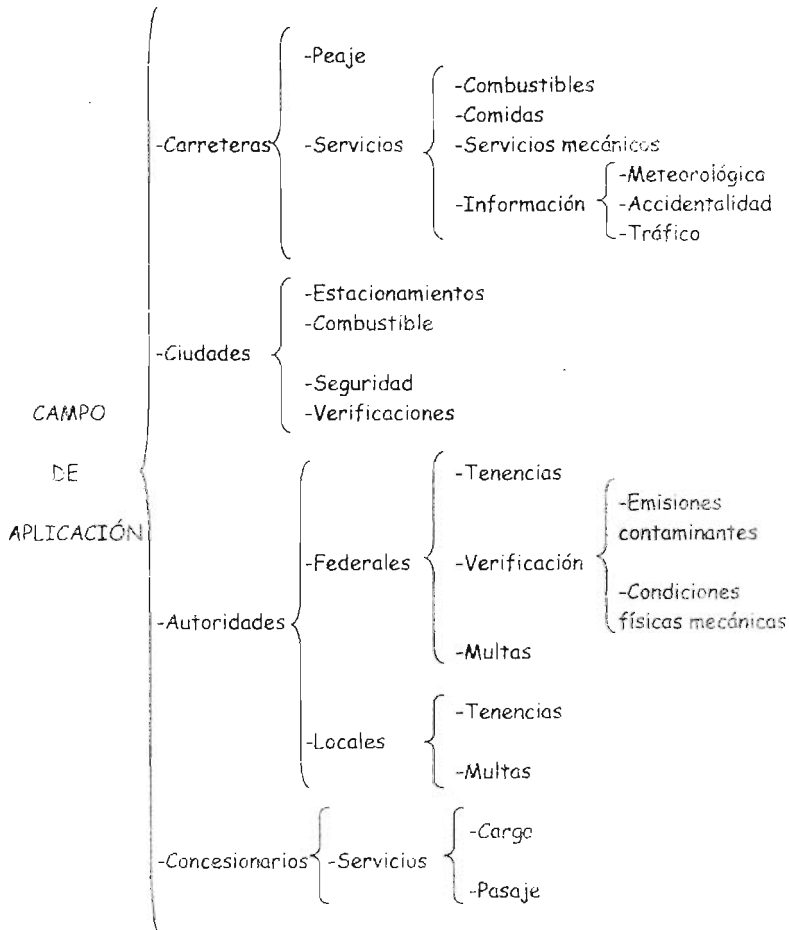 -Peaje
-Combustibles
-Comidas
-Carreteras
-Servicios
-Servicios mecánicos
-Meteorológica
-Información
-Accidentalidad
-Tráfico
-Estacionamientos
-Combustible
-Ciudades
-Seguridad
-Verificaciones
CAMPO
DE
APLICACIÓN
-Tenencias
-Emisiones
contaminantes
-Federales
-Verificación
-Condiciones
físicas mecánicas
-Autoridades
-Multas
-Tenencias
-Locales
-Multas
-Carga
-Concesionarios
-Servicios
-Pasaje